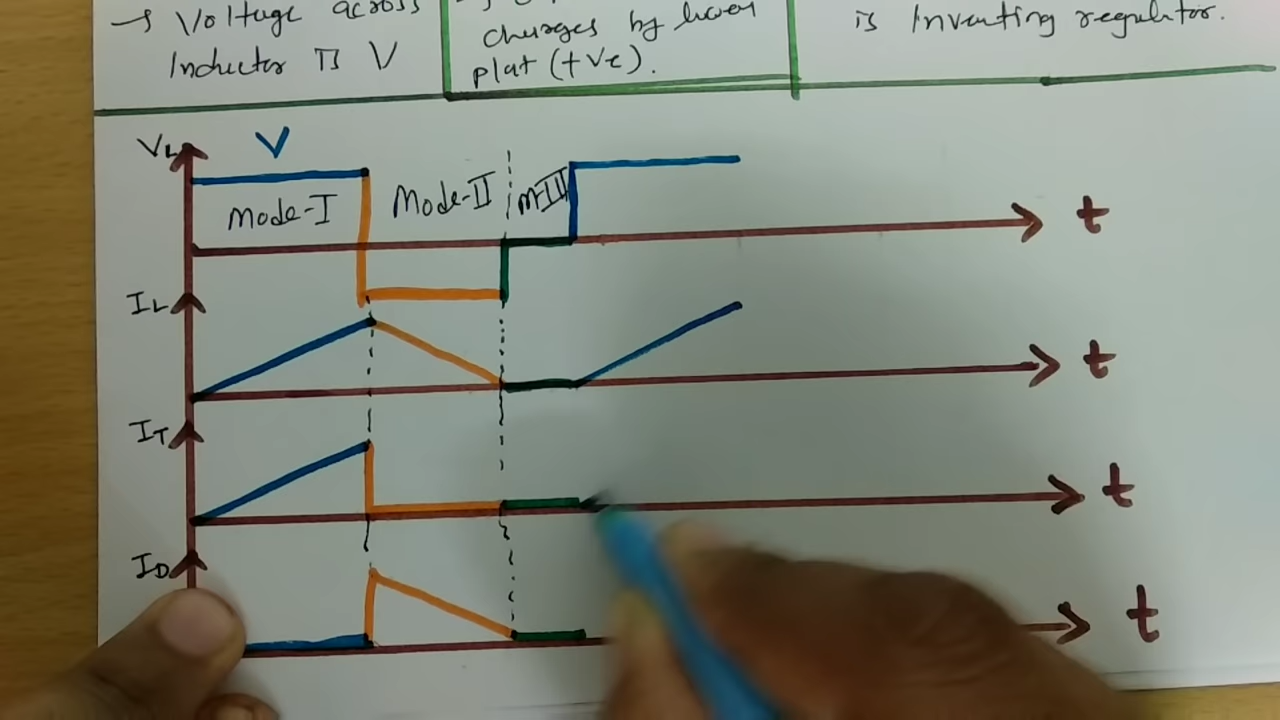 → Voltage across
Inductor is V
charges by lower
plat (+ve).
is Inverting regulator.
VL
V
Mode-I
Mode-II
M-III
t
IL
t
IT
t
ID
t